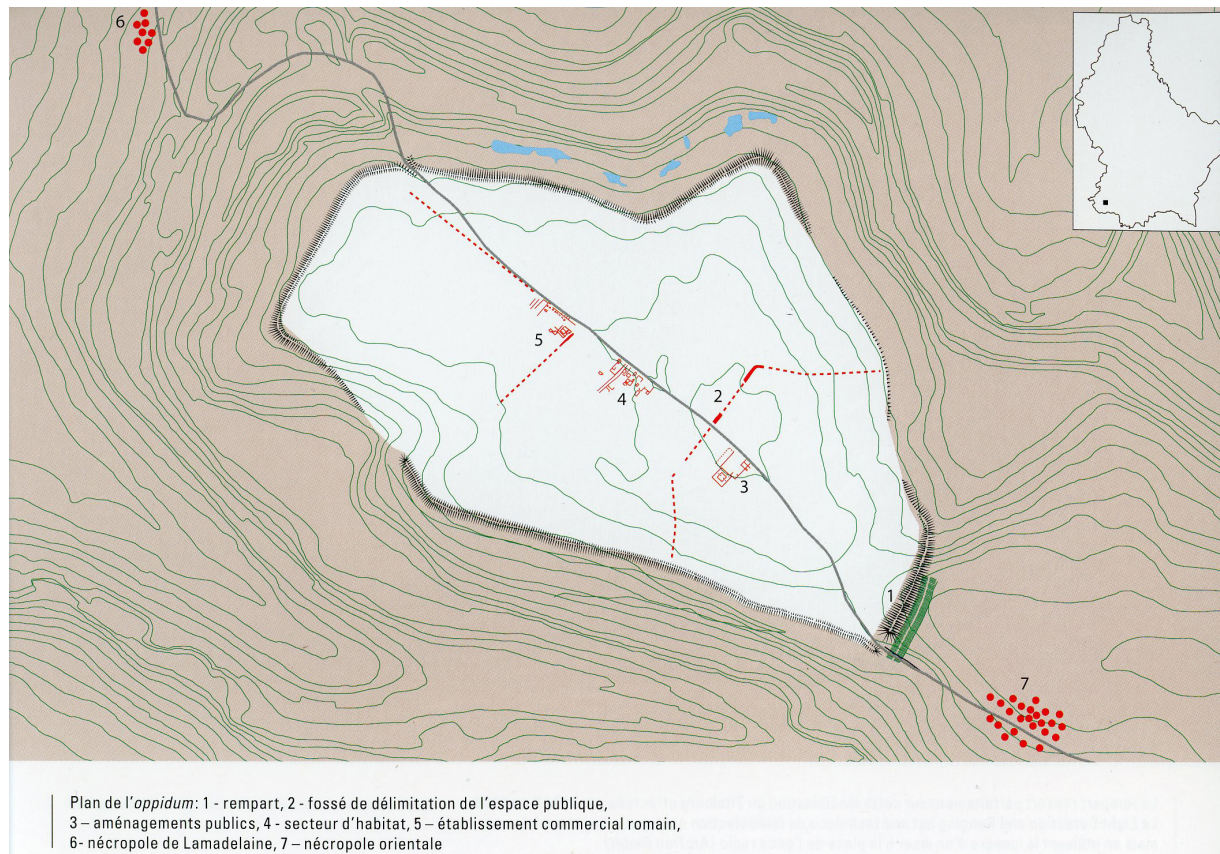 6
5
2
4
3
1
7
Plan de l'oppidum: 1 - rempart, 2 - fossé de délimitation de l'espace publique,
3 – aménagements publics, 4 - secteur d'habitat, 5 – établissement commercial romain,
6- nécropole de Lamadelaine, 7 – nécropole orientale